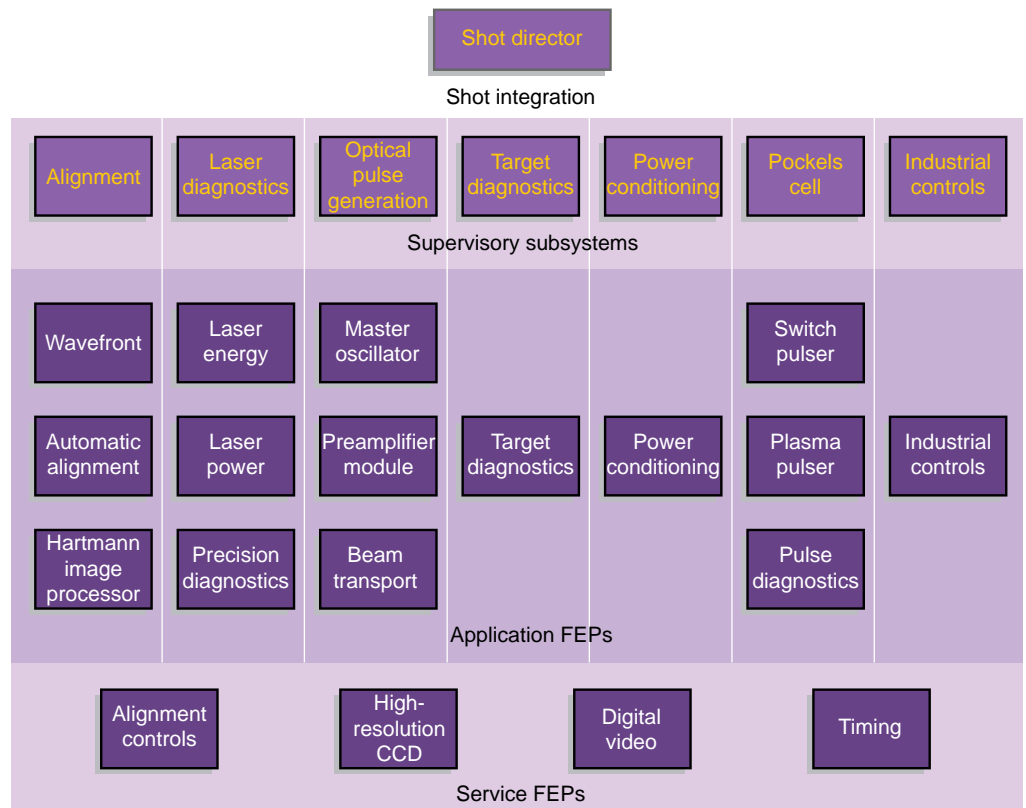 Shot director
Shot integration
Alignment
Laser
diagnostics
Optical
pulse
generation
Target
diagnostics
Power
conditioning
Pockels
cell
Industrial
controls
Supervisory subsystems
Wavefront
Laser
energy
Master
oscillator
Switch
pulser
Automatic
alignment
Laser
power
Preamplifier
module
Target
diagnostics
Power
conditioning
Plasma
pulser
Industrial
controls
Hartmann
image
processor
Precision
diagnostics
Beam
transport
Pulse
diagnostics
Application FEPs
Alignment
controls
High-
resolution
CCD
Digital
video
Timing
Service FEPs